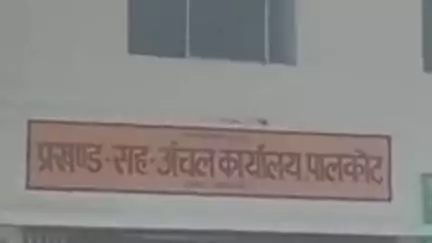 प्रखण्ड-सह-अंचल कार्यालय पालकोट